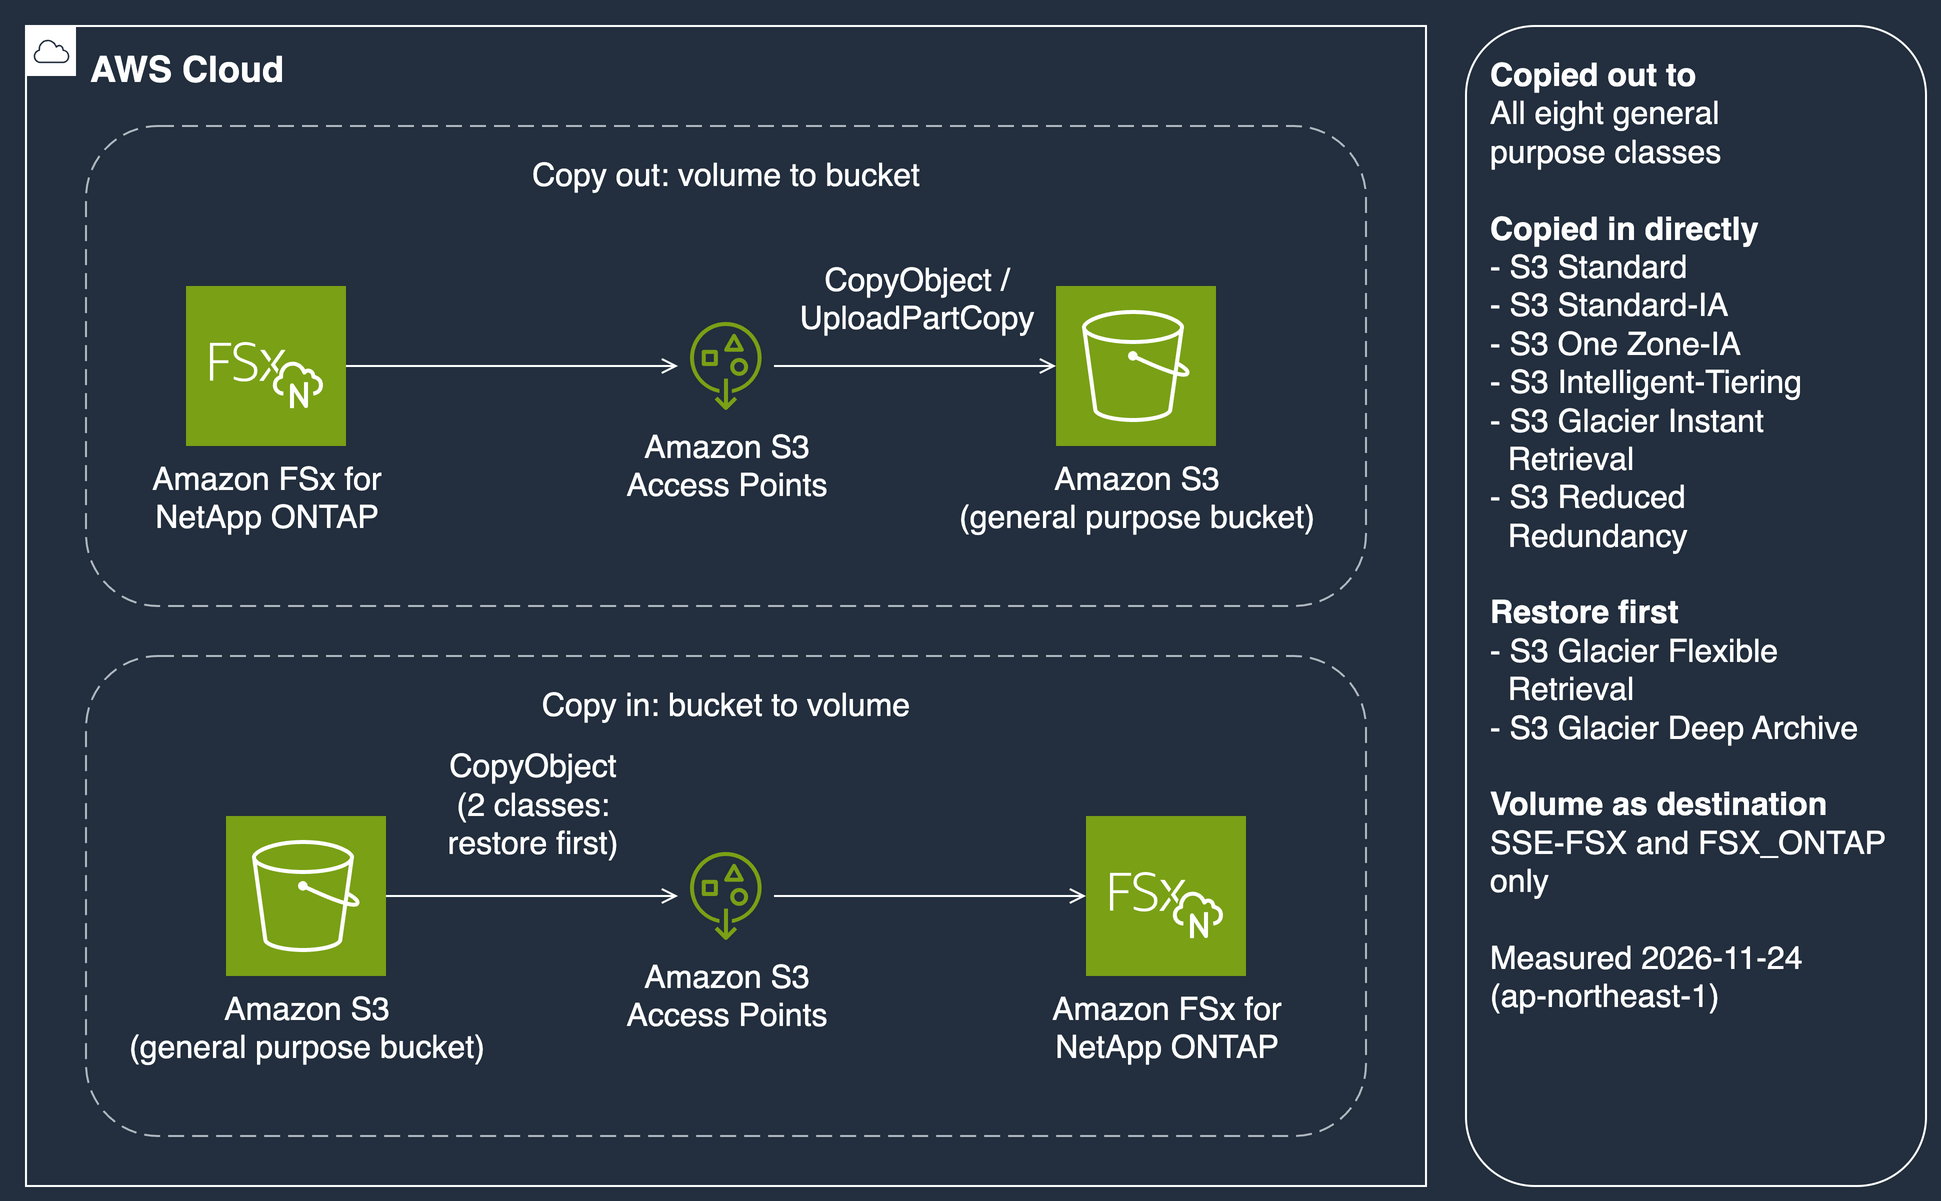 AWS Cloud
Copy out: volume to bucket
CopyObject /
UploadPartCopy
FSx
N
Amazon FSx for
NetApp ONTAP
Amazon S3
Access Points
Amazon S3
(general purpose bucket)
Copy in: bucket to volume
CopyObject
(2 classes:
restore first)
Amazon S3
(general purpose bucket)
Amazon S3
Access Points
FSx
N
Amazon FSx for
NetApp ONTAP
Copied out to
All eight general
purpose classes
Copied in directly
- S3 Standard
- S3 Standard-IA
- S3 One Zone-IA
- S3 Intelligent-Tiering
- S3 Glacier Instant
Retrieval
- S3 Reduced
Redundancy
Restore first
- S3 Glacier Flexible
Retrieval
- S3 Glacier Deep Archive
Volume as destination
SSE-FSX and FSX_ONTAP
only
Measured 2026-11-24
(ap-northeast-1)